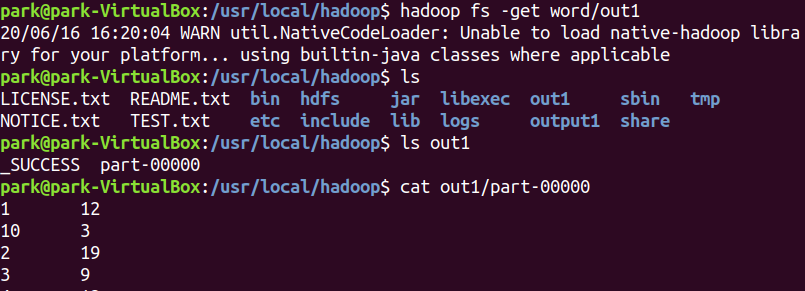 park@park-VirtualBox:/usr/local/hadoop$ hadoop fs -get word/out1
20/06/16 16:20:04 WARN util.NativeCodeLoader: Unable to load native-hadoop libra
ry for your platform... using builtin-java classes where applicable
park@park-VirtualBox:/usr/local/hadoop$ ls
LICENSE.txt  README.txt  bin  hdfs     jar  libexec  out1     sbin   tmp
NOTICE.txt   TEST.txt    etc  include  lib  logs     output1  share
park@park-VirtualBox:/usr/local/hadoop$ ls out1
_SUCCESS  part-00000
park@park-VirtualBox:/usr/local/hadoop$ cat out1/part-00000
1       12
10      3
2       19
3       9